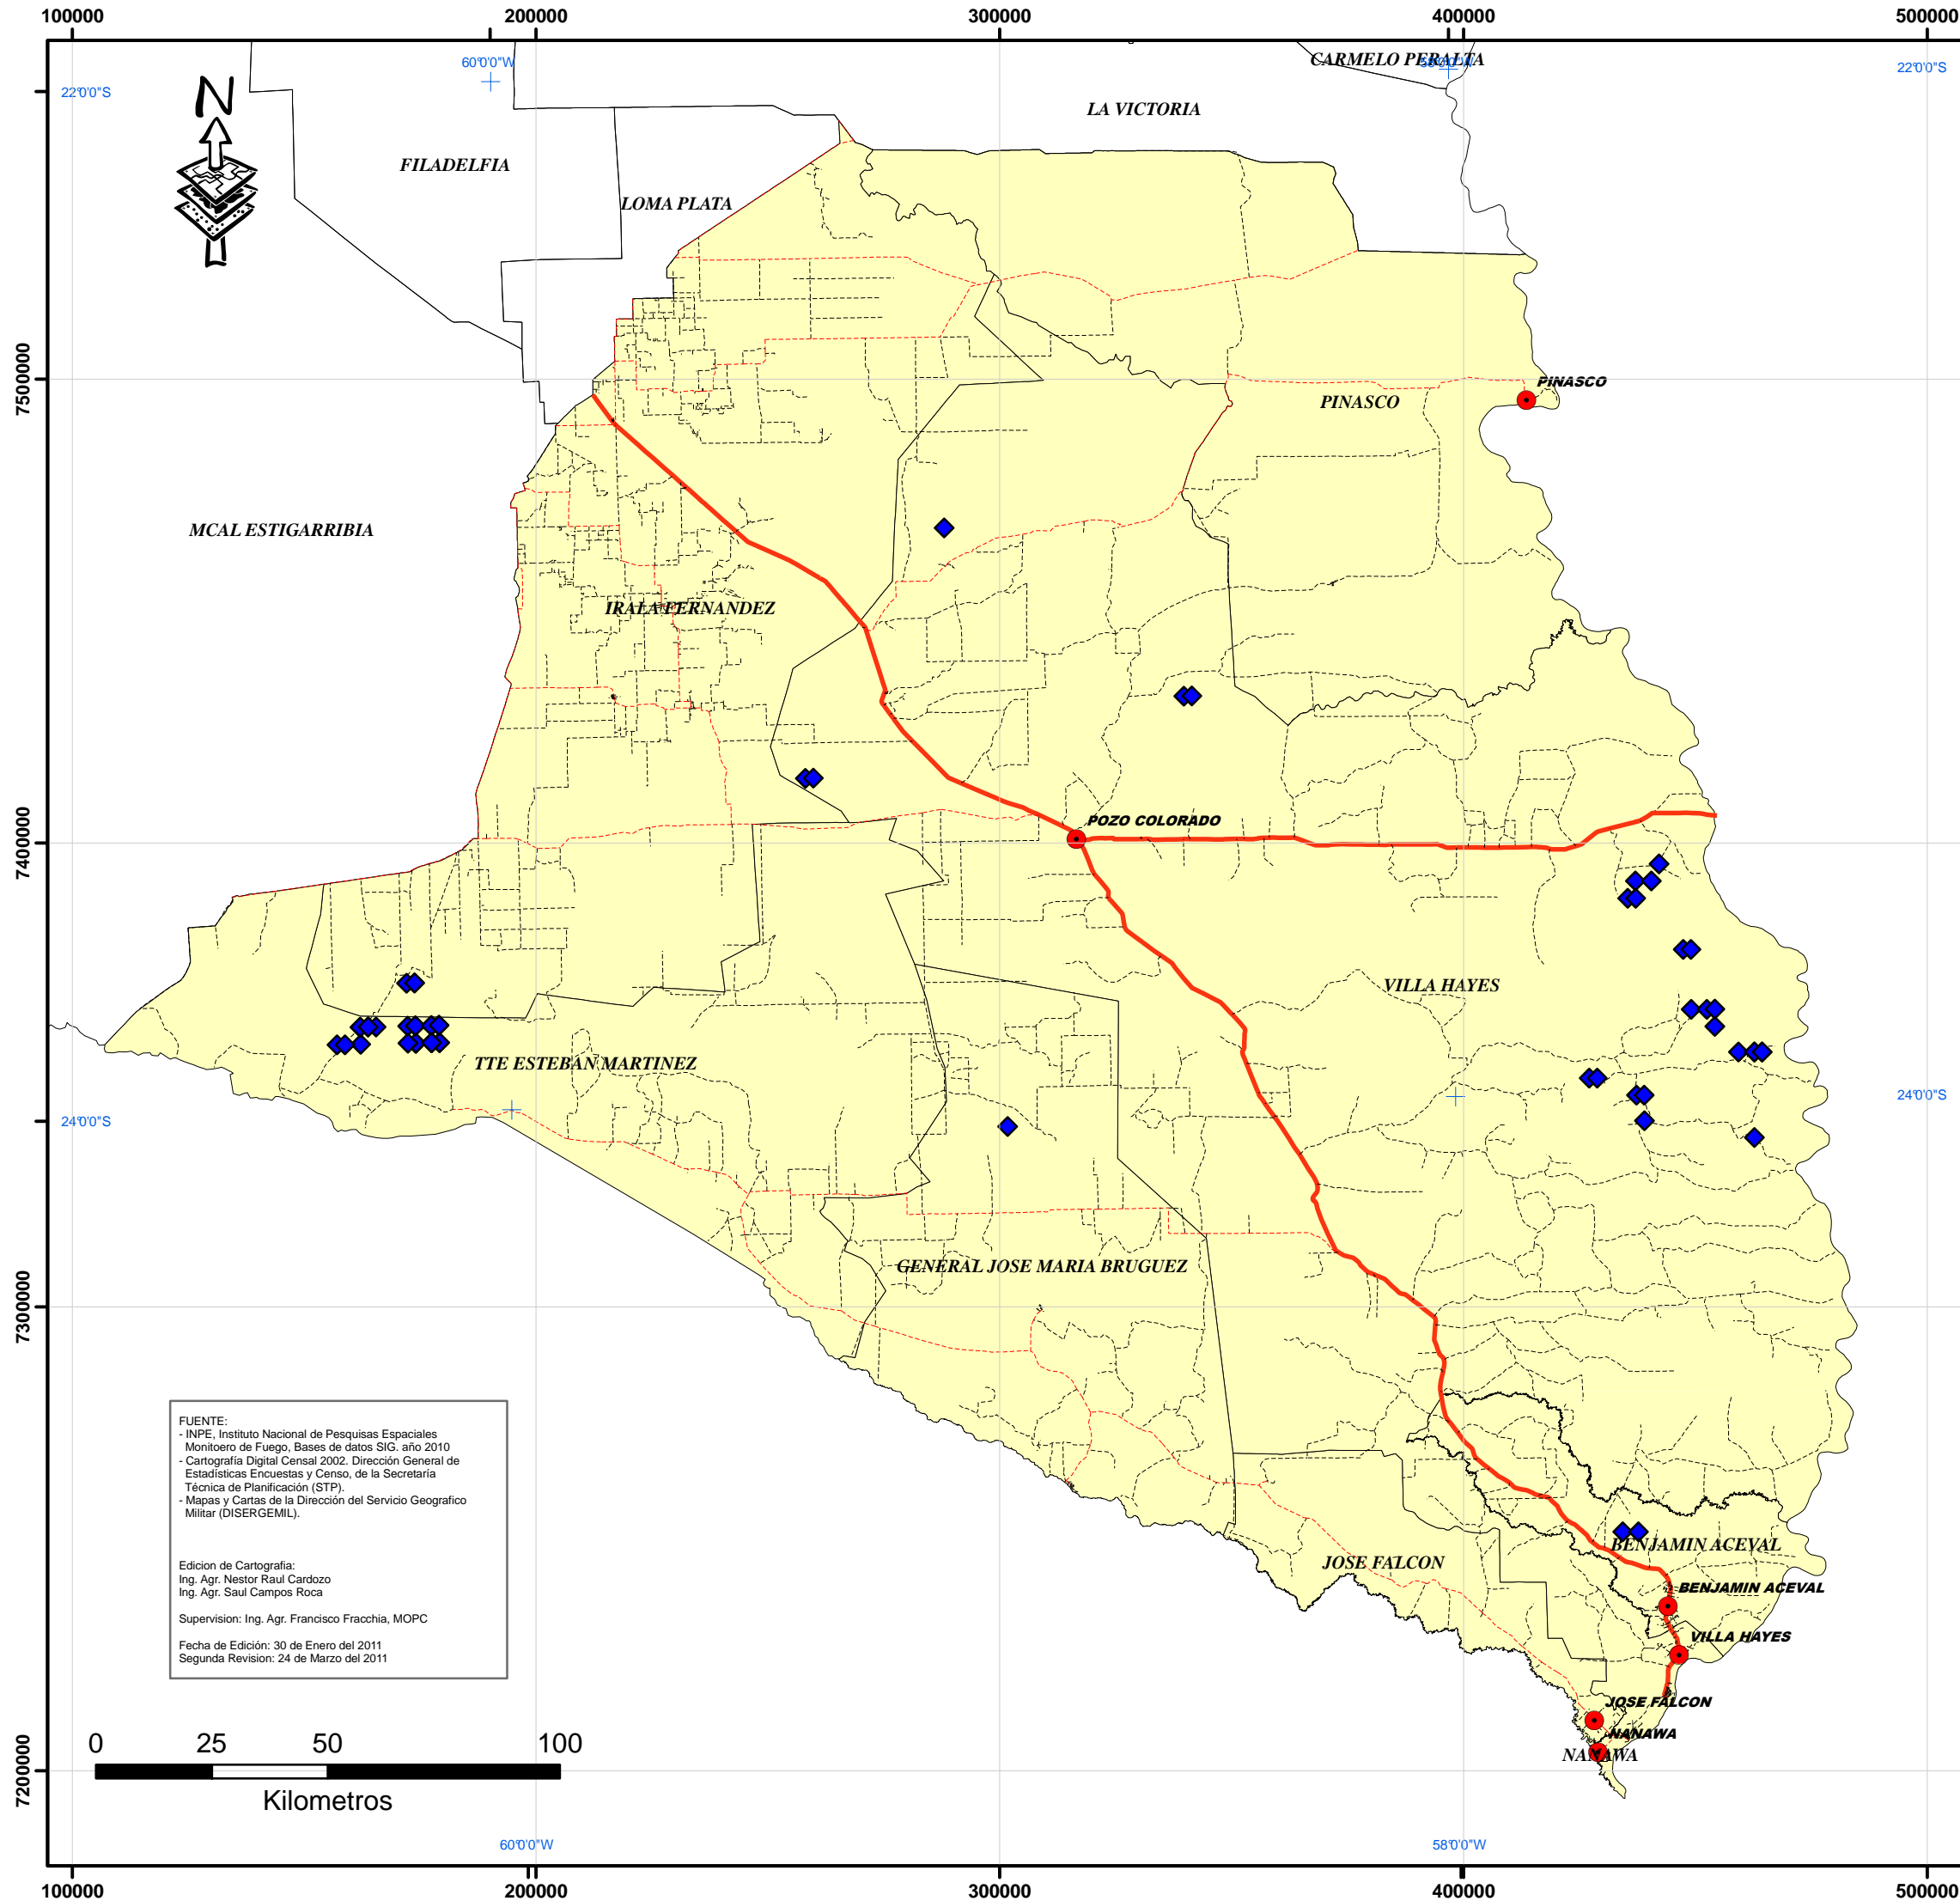 100000 200000 300000 400000 500000
CARMELO PERALTA
60°0'0"W 58°0'0"W
22°0'0"S 22°0'0"S
N
LA VICTORIA
FILADELFIA
LOMA PLATA
7500000
PINASCO
PINASCO
MCAL ESTIGARRIBIA
IRALA FERNANDEZ
POZO COLORADO
7400000
VILLA HAYES
TTE ESTEBAN MARTINEZ
24°0'0"S 24°0'0"S
GENERAL JOSE MARIA BRUGUEZ
7300000
FUENTE:
- INPE, Instituto Nacional de Pesquisas Espaciales
Monitoero de Fuego, Bases de datos SIG. año 2010
- Cartografía Digital Censal 2002. Dirección General de
Estadísticas Encuestas y Censo, de la Secretaría
Técnica de Planificación (STP).
- Mapas y Cartas de la Dirección del Servicio Geografico
Militar (DISERGEMIL).
Edicion de Cartografia:
Ing. Agr. Nestor Raul Cardozo
Ing. Agr. Saul Campos Roca
Supervision: Ing. Agr. Francisco Fracchia, MOPC
Fecha de Edición: 30 de Enero del 2011
Segunda Revision: 24 de Marzo del 2011
BENJAMIN ACEVAL
JOSE FALCON
BENJAMIN ACEVAL
VILLA HAYES
JOSE FALCON
NANAWA
NANAWA
7200000
0 25 50 100
Kilometros
60°0'0"W 58°0'0"W
100000 200000 300000 400000 500000